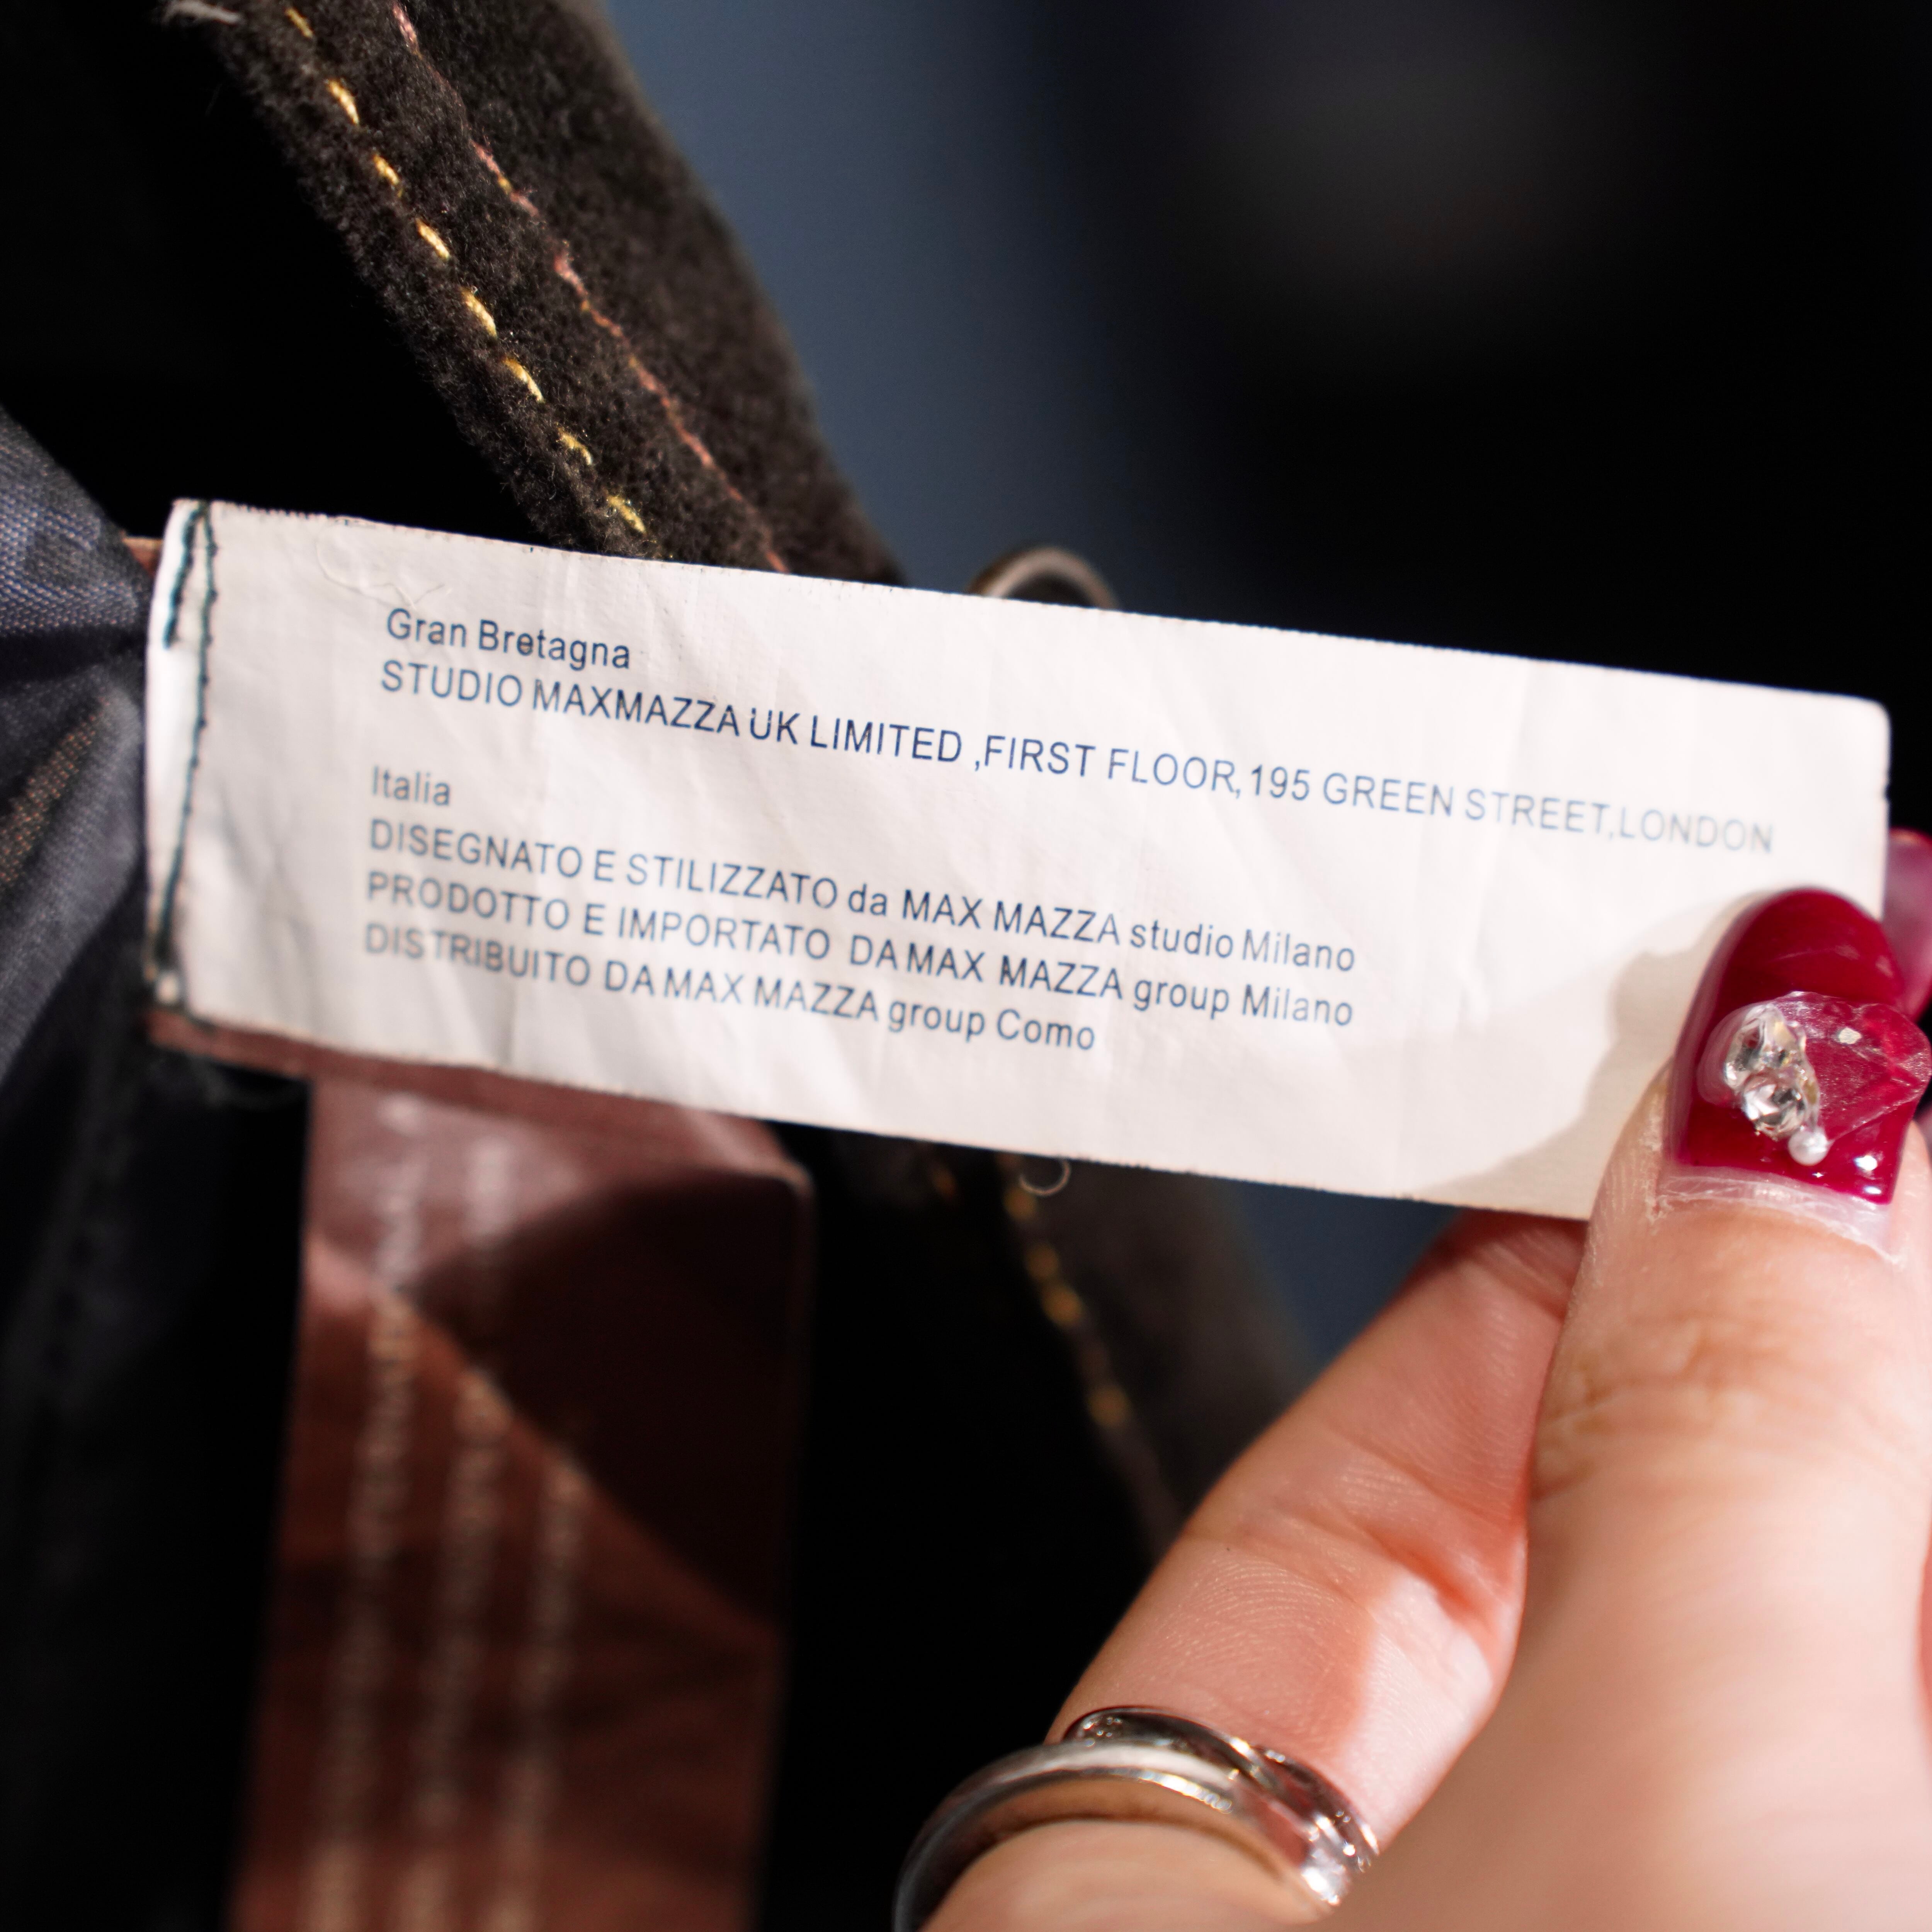 Gran Bretagna
STUDIO MAXMAZZA UK LIMITED ,FIRST FLOOR,195 GREEN STREET,LONDON
Italia
DISEGNATO E STILIZZATO da MAX MAZZA studio Milano
PRODOTTO E IMPORTATO DA MAX MAZZA group Milano
DISTRIBUITO DA MAX MAZZA group Como